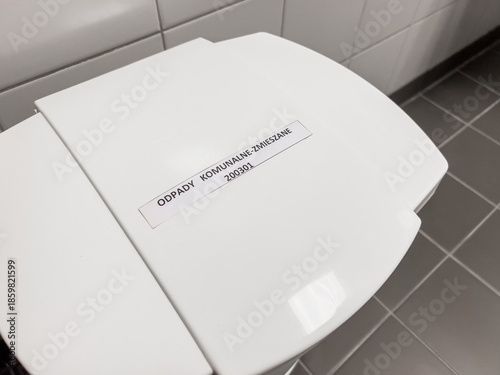 ODPADY KOMUNALNE-ZMIESZANE
200301
Adobe Stock | #1859821599